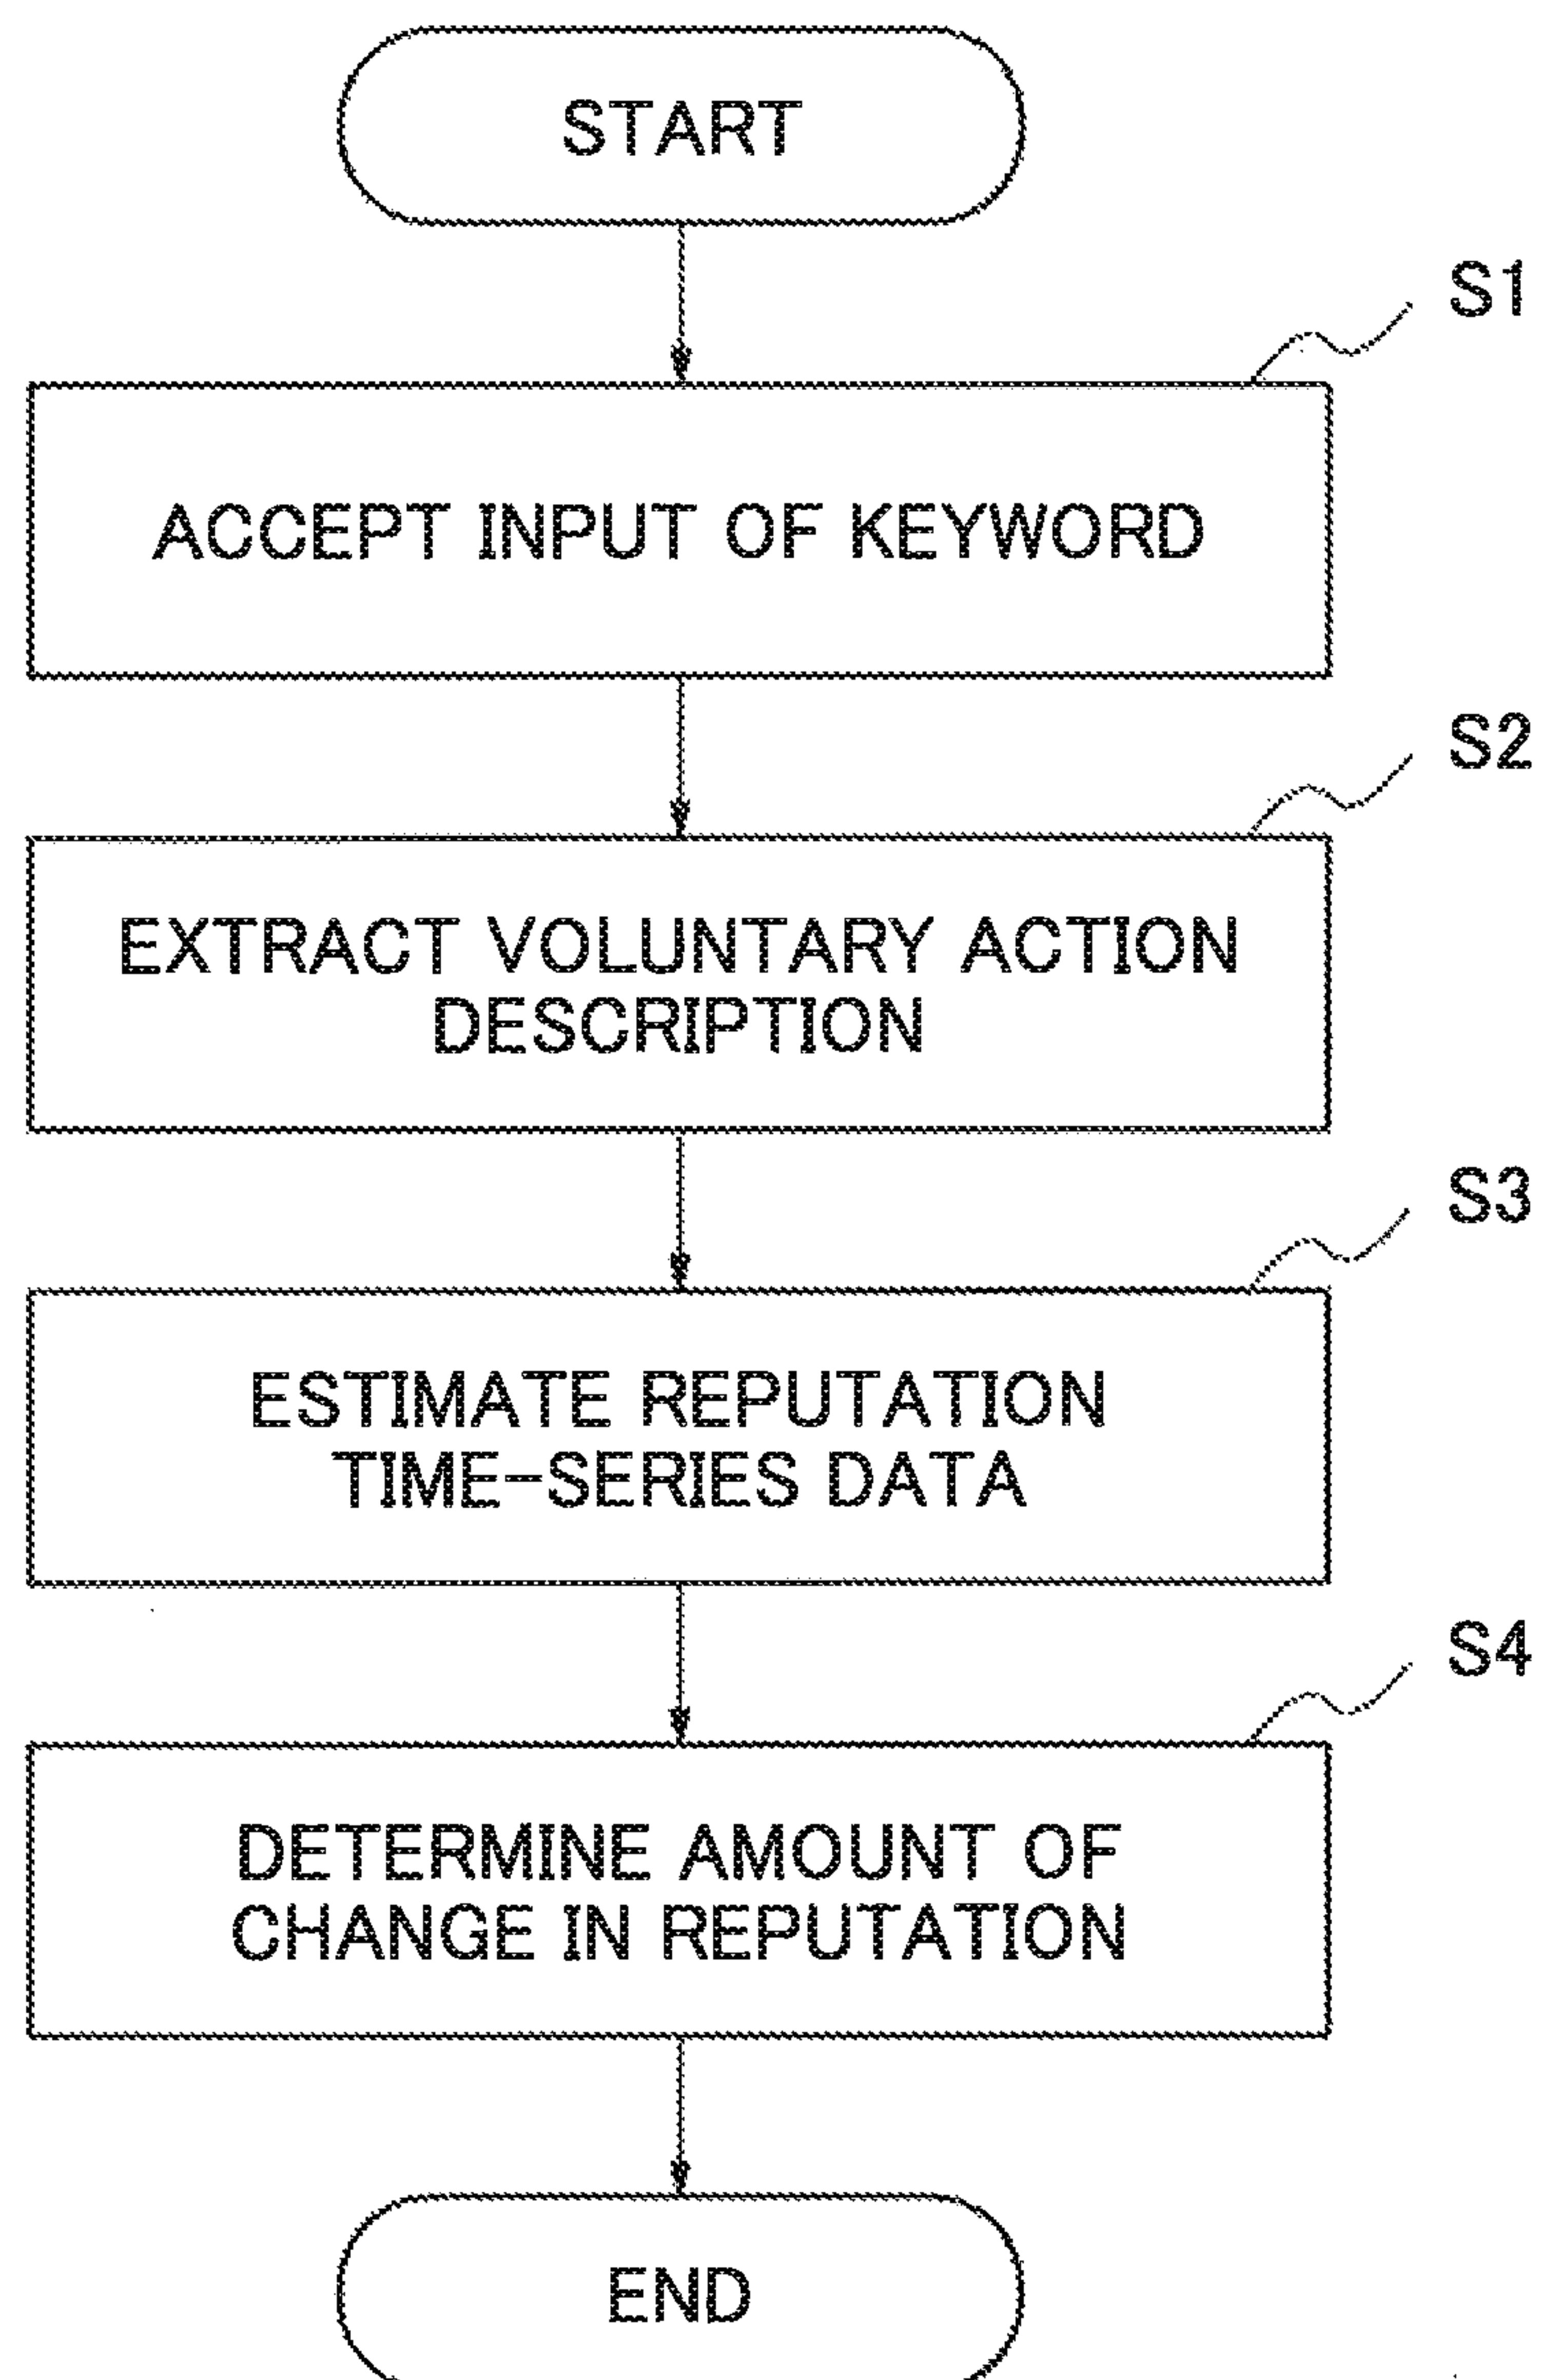 START
S1
ACCEPT INPUT OF KEYWORD
S2
EXTRACT VOLUNTARY ACTION
DESCRIPTION
S3
ESTIMATE REPUTATION
TIME-SERIES DATA
S4
DETERMINE AMOUNT OF
CHANGE IN REPUTATION
END